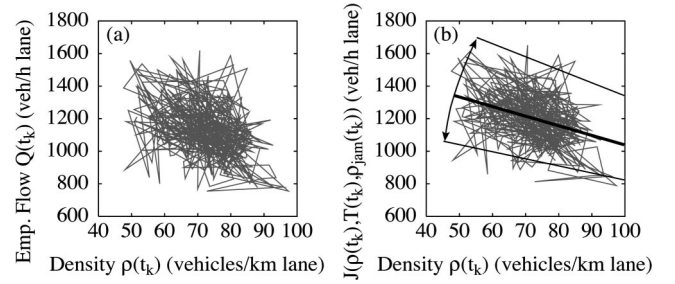 1800
(a)
1600
1400
1200
1000
800
600
40 50 60 70 80 90 100
Density ρ(tₖ) (vehicles/km lane)
Emp. Flow Q(tₖ) (veh/h lane)
1800
(b)
1600
1400
1200
1000
800
600
40 50 60 70 80 90 100
Density ρ(tₖ) (vehicles/km lane)
J(ρ(tₖ),T(tₖ),ρjam(tₖ)) (veh/h lane)